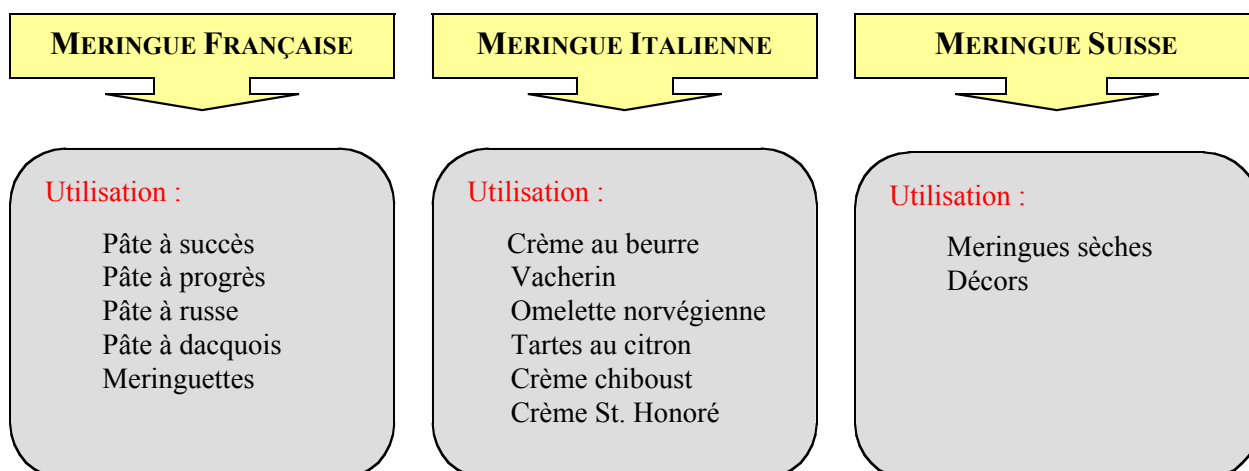 MERINGUE FRANÇAISE
Utilisation :
Pâte à succès
Pâte à progrès
Pâte à russe
Pâte à dacquois
Meringuettes
MERINGUE ITALIENNE
Utilisation :
Crème au beurre
Vacherin
Omelette norvégienne
Tartes au citron
Crème chiboust
Crème St. Honoré
MERINGUE SUISSE
Utilisation :
Meringues sèches
Décors